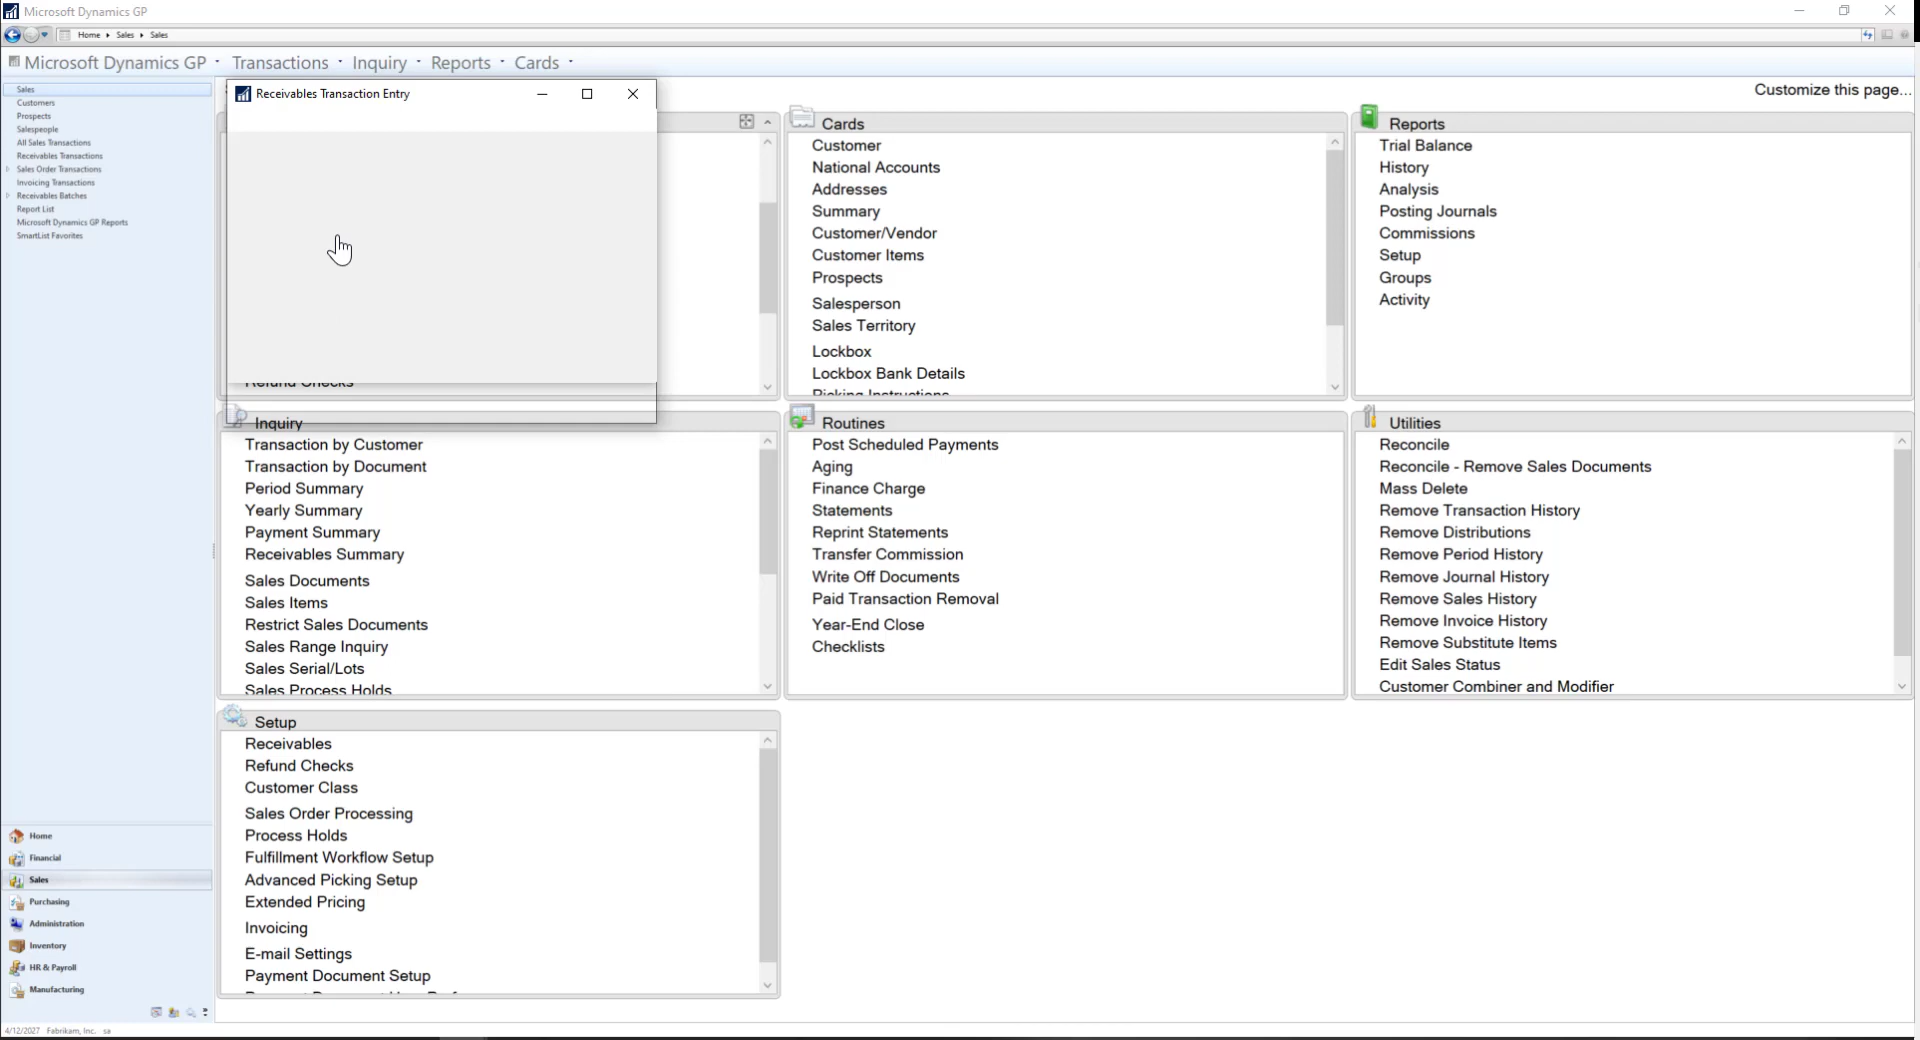 Microsoft Dynamics GP
Home Sales Sales
Microsoft Dynamics GP Transactions Inquiry Reports Cards
Customize this page...
Sales
Customers
Prospects
Salespeople
All Sales Transactions
Receivables Transactions
Sales Order Transactions
Invoicing Transactions
Receivables Batches
Report List
Microsoft Dynamics GP Reports
SmartList Favorites
Home
Financial
Sales
Purchasing
Administration
Inventory
HR & Payroll
Manufacturing
Receivables Transaction Entry
Refund Checks
Cards
Customer
National Accounts
Addresses
Summary
Customer/Vendor
Customer Items
Prospects
Salesperson
Sales Territory
Lockbox
Lockbox Bank Details
Picking Instructions
Reports
Trial Balance
History
Analysis
Posting Journals
Commissions
Setup
Groups
Activity
Inquiry
Transaction by Customer
Transaction by Document
Period Summary
Yearly Summary
Payment Summary
Receivables Summary
Sales Documents
Sales Items
Restrict Sales Documents
Sales Range Inquiry
Sales Serial/Lots
Sales Process Holds
Routines
Post Scheduled Payments
Aging
Finance Charge
Statements
Reprint Statements
Transfer Commission
Write Off Documents
Paid Transaction Removal
Year-End Close
Checklists
Utilities
Reconcile
Reconcile - Remove Sales Documents
Mass Delete
Remove Transaction History
Remove Distributions
Remove Period History
Remove Journal History
Remove Sales History
Remove Invoice History
Remove Substitute Items
Edit Sales Status
Customer Combiner and Modifier
Setup
Receivables
Refund Checks
Customer Class
Sales Order Processing
Process Holds
Fulfillment Workflow Setup
Advanced Picking Setup
Extended Pricing
Invoicing
E-mail Settings
Payment Document Setup
4/12/2027 Fabrikam, Inc. sa